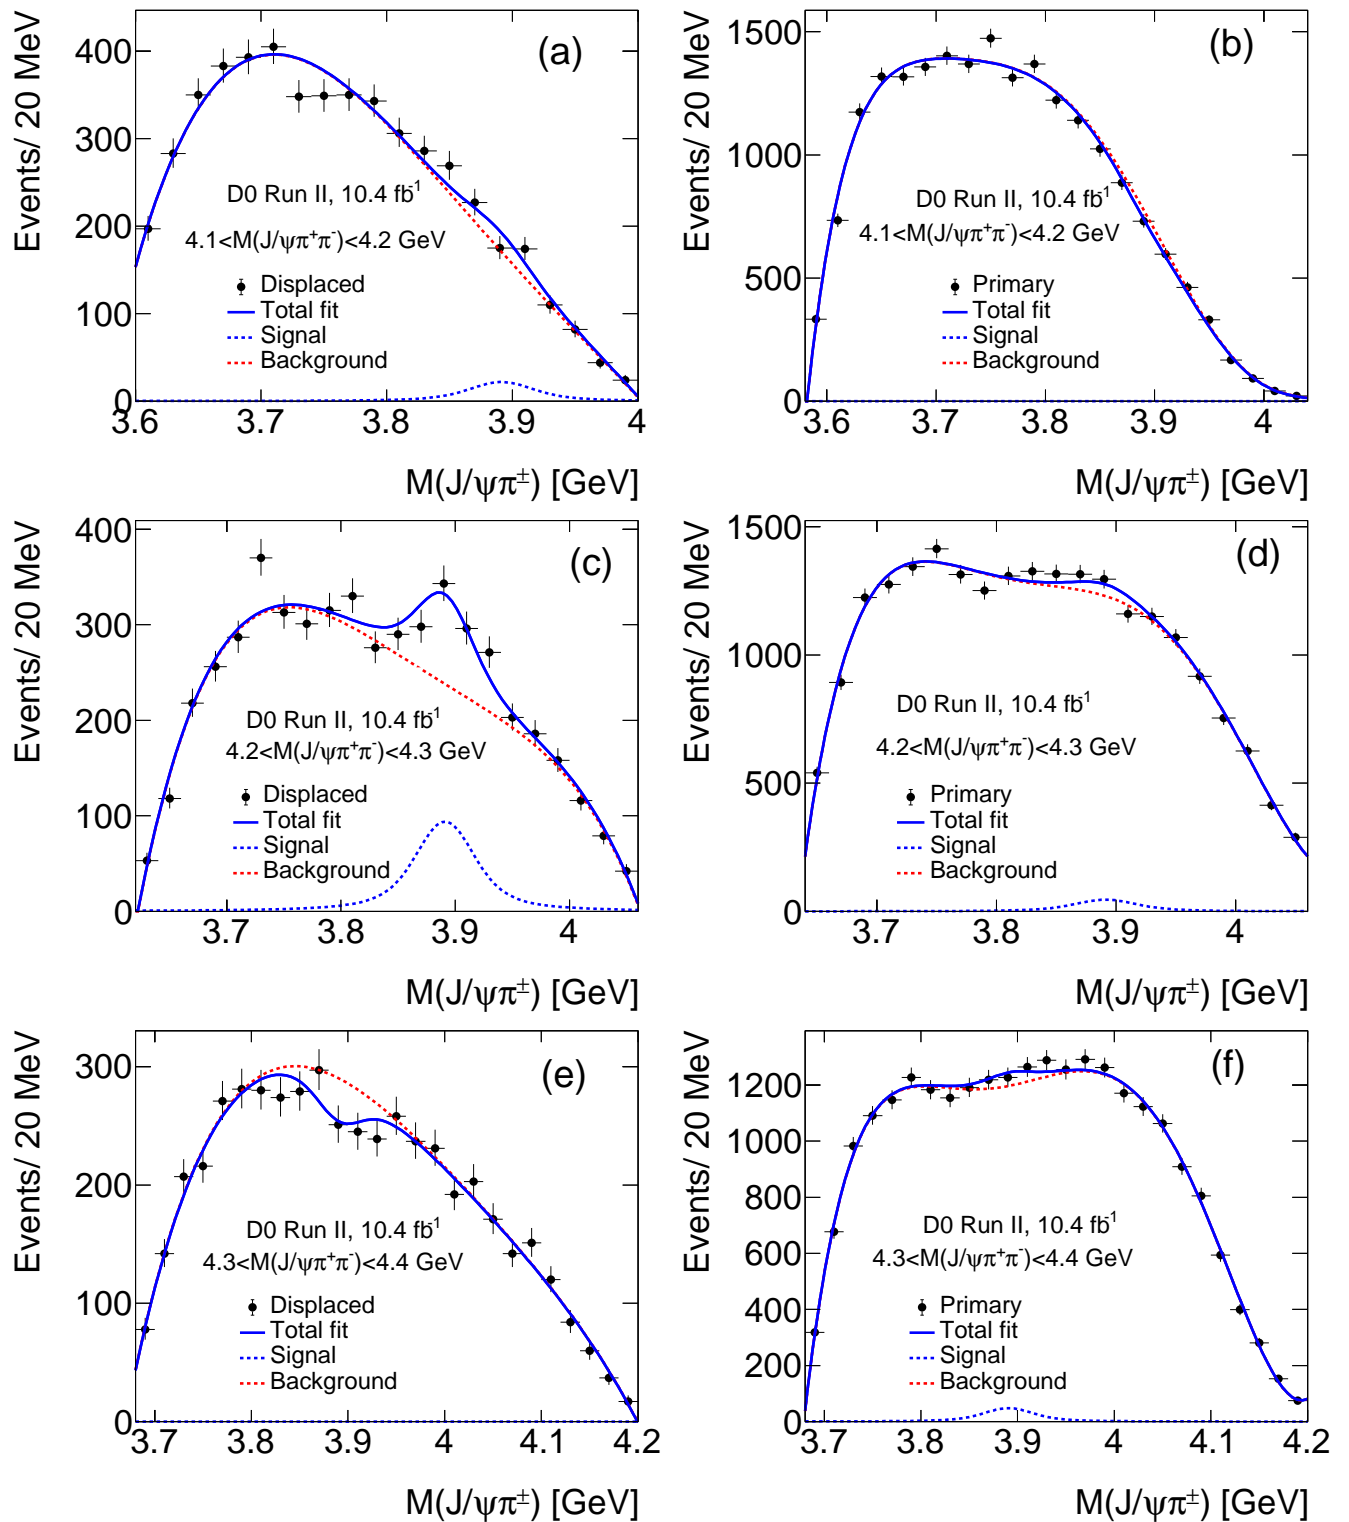 Events/ 20 MeV
400
300
200
100
0
(a)
D0 Run II, 10.4 fb⁻¹
4.1<M(J/ψπ⁺π⁻)<4.2 GeV
Displaced
Total fit
Signal
Background
3.6 3.7 3.8 3.9 4
M(J/ψπ±) [GeV]
Events/ 20 MeV
1500
1000
500
0
(b)
D0 Run II, 10.4 fb⁻¹
4.1<M(J/ψπ⁺π⁻)<4.2 GeV
Primary
Total fit
Signal
Background
3.6 3.7 3.8 3.9 4
M(J/ψπ±) [GeV]
Events/ 20 MeV
400
300
200
100
0
(c)
D0 Run II, 10.4 fb⁻¹
4.2<M(J/ψπ⁺π⁻)<4.3 GeV
Displaced
Total fit
Signal
Background
3.7 3.8 3.9 4
M(J/ψπ±) [GeV]
Events/ 20 MeV
1500
1000
500
0
(d)
D0 Run II, 10.4 fb⁻¹
4.2<M(J/ψπ⁺π⁻)<4.3 GeV
Primary
Total fit
Signal
Background
3.7 3.8 3.9 4
M(J/ψπ±) [GeV]
Events/ 20 MeV
300
200
100
0
(e)
D0 Run II, 10.4 fb⁻¹
4.3<M(J/ψπ⁺π⁻)<4.4 GeV
Displaced
Total fit
Signal
Background
3.7 3.8 3.9 4 4.1 4.2
M(J/ψπ±) [GeV]
Events/ 20 MeV
1200
1000
800
600
400
200
0
(f)
D0 Run II, 10.4 fb⁻¹
4.3<M(J/ψπ⁺π⁻)<4.4 GeV
Primary
Total fit
Signal
Background
3.7 3.8 3.9 4 4.1 4.2
M(J/ψπ±) [GeV]